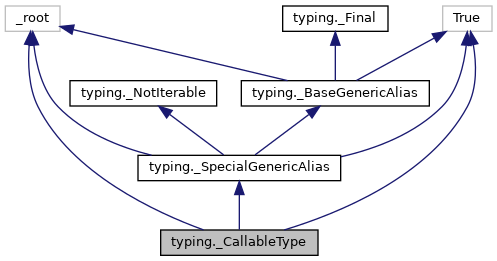 _root
typing._Final
True
typing._NotIterable
typing._BaseGenericAlias
typing._SpecialGenericAlias
typing._CallableType